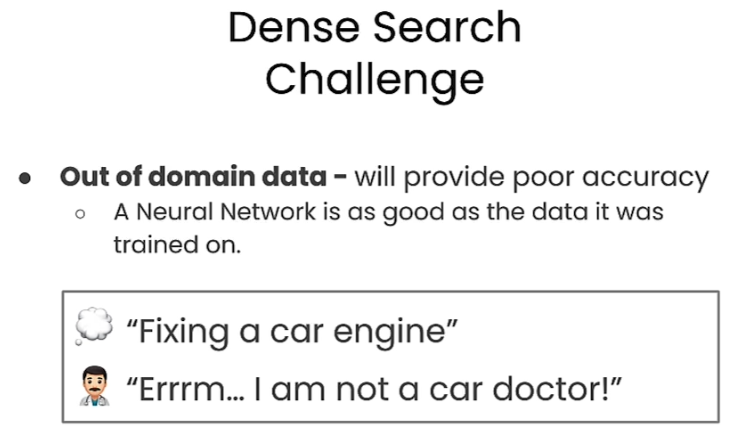 Dense Search
Challenge
● Out of domain data - will provide poor accuracy
○ A Neural Network is as good as the data it was
trained on.
“Fixing a car engine”
“Errrm... I am not a car doctor!”